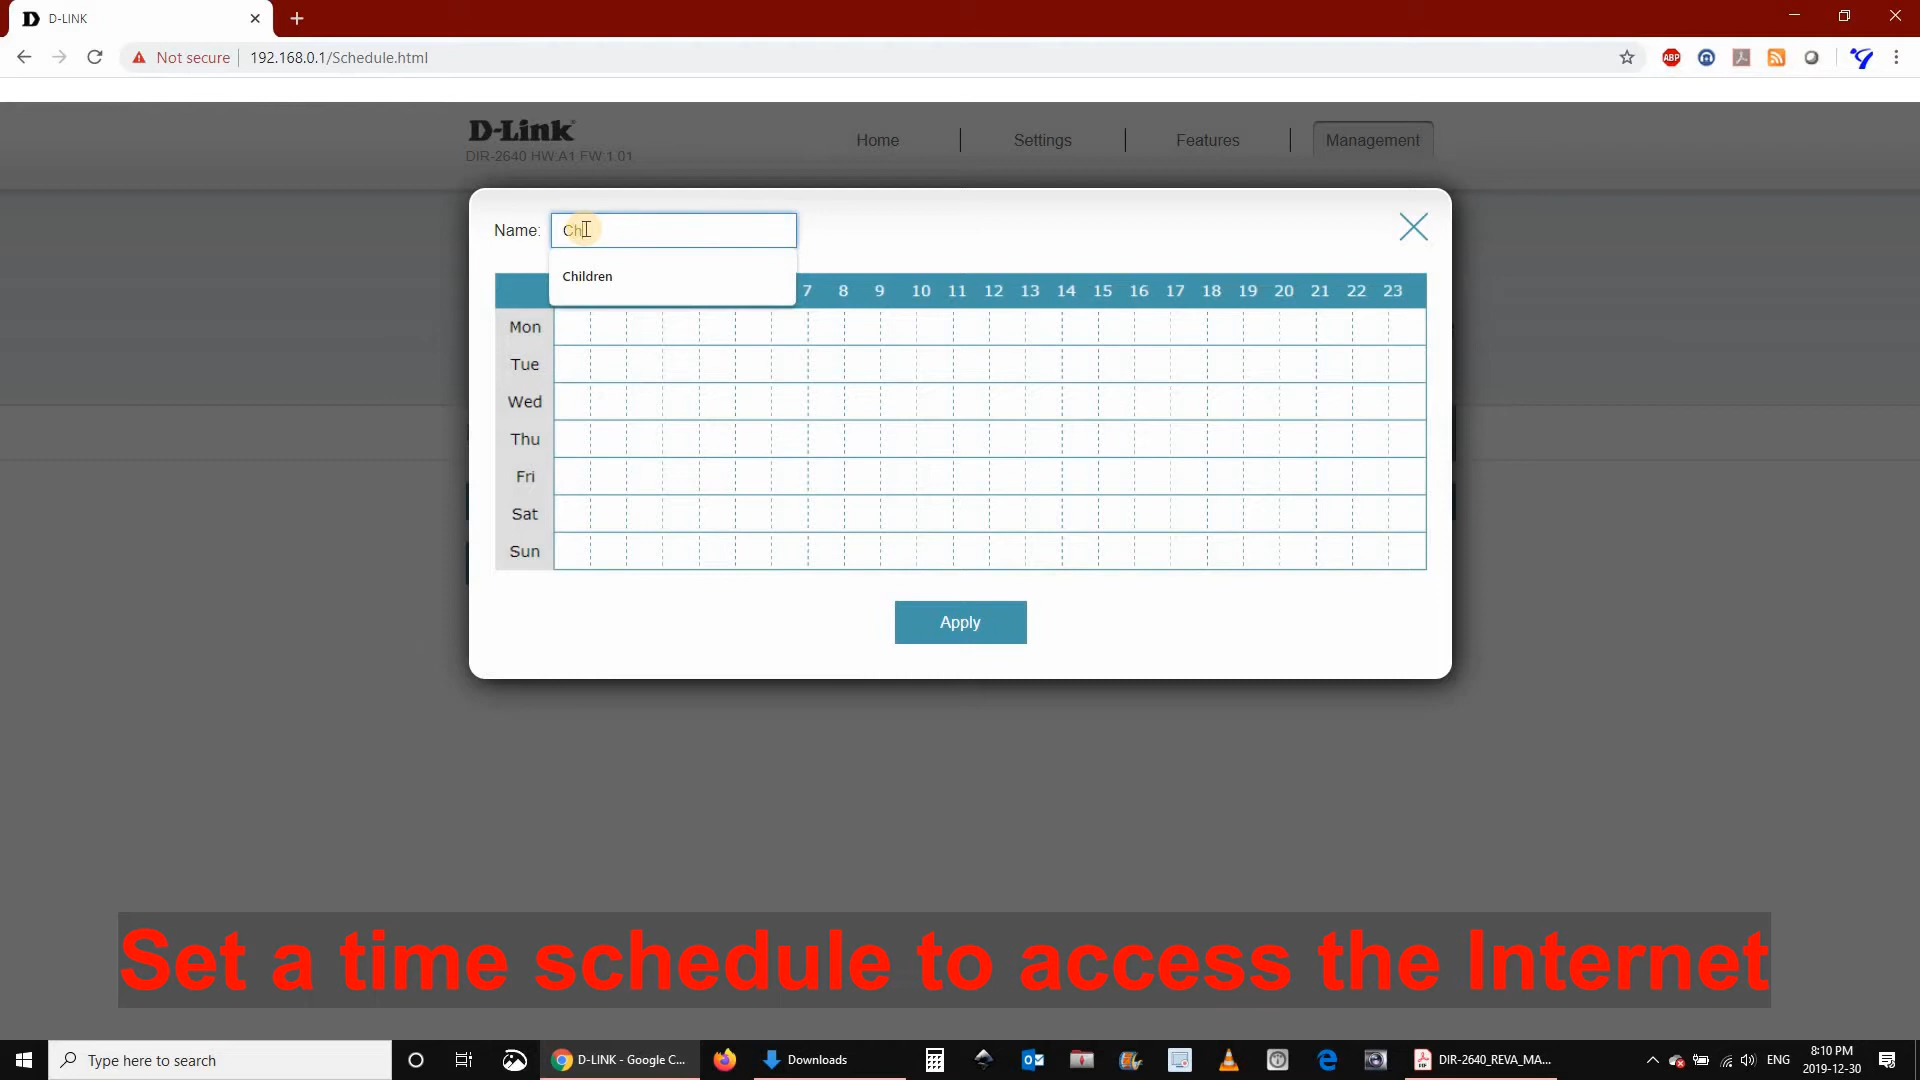 D-LINK
Not secure 192.168.0.1/Schedule.html
ABP
D-Link
DIR-2640 HW:A1 FW:1.01
Home
Settings
Features
Management
Name: Ch
Children
7 8 9 10 11 12 13 14 15 16 17 18 19 20 21 22 23
Mon
Tue
Wed
Thu
Fri
Sat
Sun
Apply
Set a time schedule to access the Internet
Type here to search
D-LINK - Google C...
Downloads
DIR-2640_REVA_MA...
ENG
8:10 PM
2019-12-30